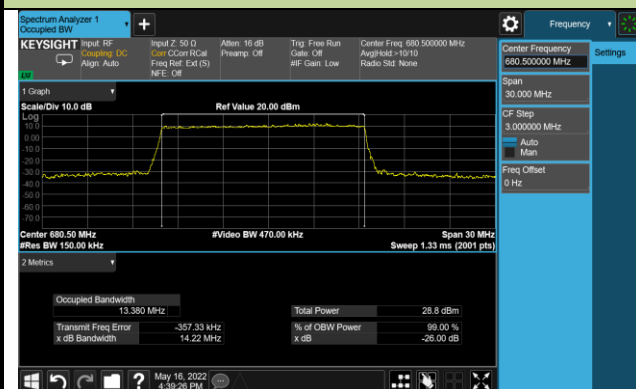 Spectrum Analyzer 1
Occupied BW
+
Frequency
KEYSIGHT
Input: RF
Coupling: DC
Align: Auto
Input Z: 50 Ω
Corr CCorr RCal
Freq Ref: Ext (S)
NFE: Off
Atten: 16 dB
Preamp: Off
Trig: Free Run
Gate: Off
#IF Gain: Low
Center Freq: 680.500000 MHz
Avg|Hold:>10/10
Radio Std: None
Center Frequency
680.500000 MHz
Settings
Span
30.000 MHz
CF Step
3.000000 MHz
Auto
Man
Freq Offset
0 Hz
1 Graph
Scale/Div 10.0 dB
Ref Value 20.00 dBm
Log
10.0
0.00
-10.0
-20.0
-30.0
-40.0
-50.0
-60.0
-70.0
Center 680.50 MHz
#Video BW 470.00 kHz
Span 30 MHz
#Res BW 150.00 kHz
Sweep 1.33 ms (2001 pts)
2 Metrics
Occupied Bandwidth
13.380 MHz
Total Power
28.8 dBm
Transmit Freq Error
-357.33 kHz
% of OBW Power
99.00 %
x dB Bandwidth
14.22 MHz
x dB
-26.00 dB
?
May 16, 2022
4:39:26 PM